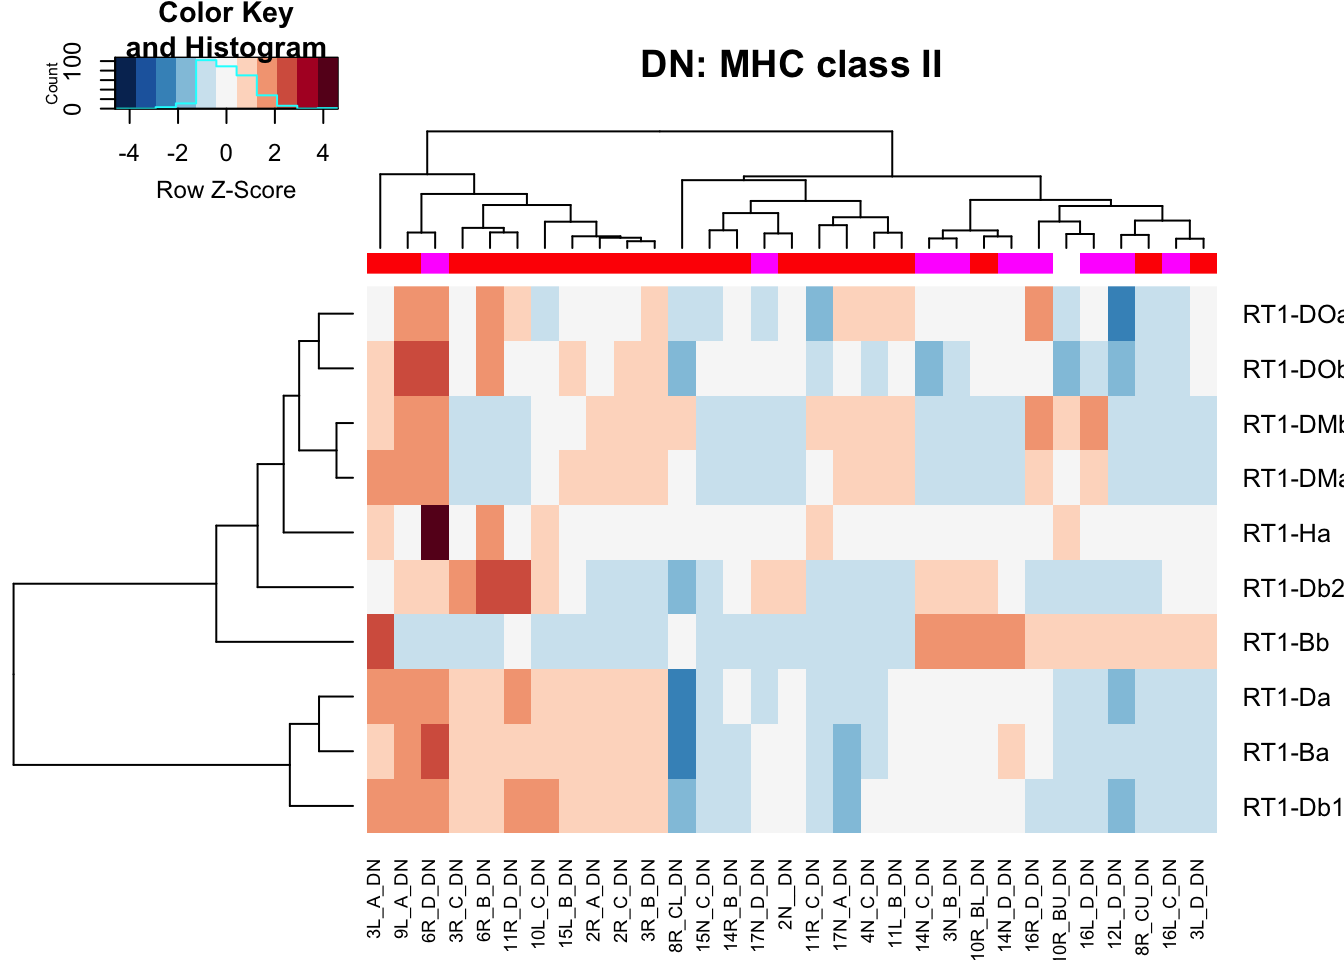 Color Key
and Histogram
Count
0 100
-4 -2 0 2 4
Row Z-Score
DN: MHC class II
RT1-DOa
RT1-DOb
RT1-DMb
RT1-DMa
RT1-Ha
RT1-Db2
RT1-Bb
RT1-Da
RT1-Ba
RT1-Db1
3L_A_DN
9L_A_DN
6R_D_DN
3R_C_DN
6R_B_DN
11R_D_DN
10L_C_DN
15L_B_DN
2R_A_DN
2R_C_DN
3R_B_DN
8R_CL_DN
15N_C_DN
14R_B_DN
17N_D_DN
2N__DN
11R_C_DN
17N_A_DN
4N_C_DN
11L_B_DN
14N_C_DN
3N_B_DN
10R_BL_DN
14N_D_DN
16R_D_DN
10R_BU_DN
16L_D_DN
12L_D_DN
8R_CU_DN
16L_C_DN
3L_D_DN